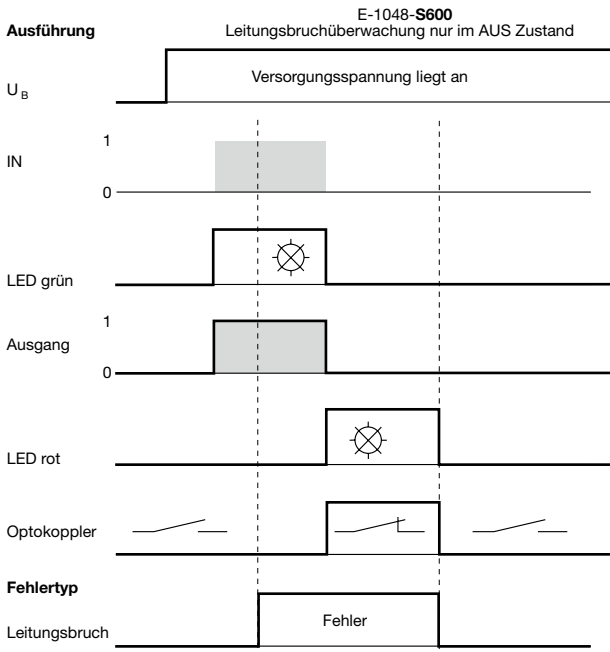 E-1048-S600
Ausführung
Leitungsbruchüberwachung nur im AUS Zustand
Versorgungsspannung liegt an
U B
1
IN
0
LED grün
1
Ausgang
0
LED rot
Optokoppler
Fehlertyp
Fehler
Leitungsbruch